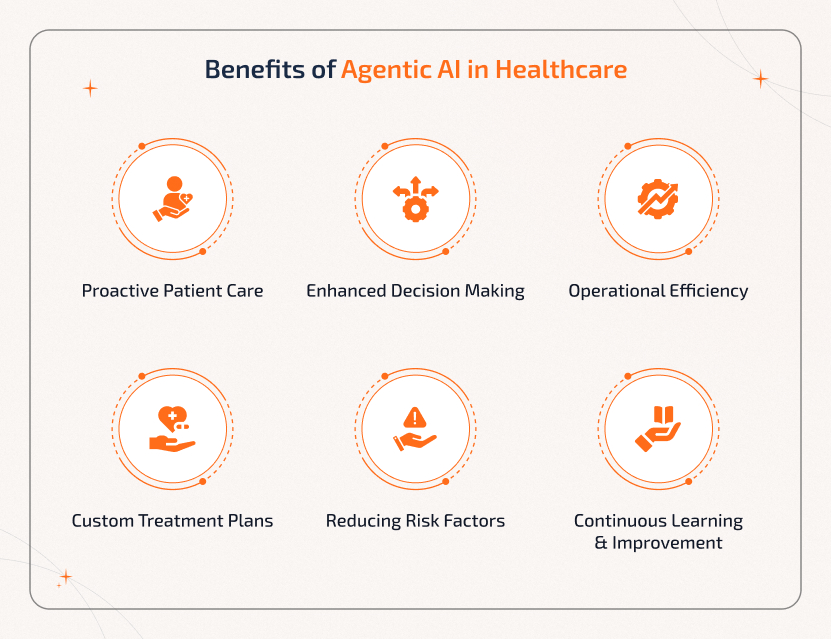 Benefits of Agentic AI in Healthcare
Proactive Patient Care
Enhanced Decision Making
Operational Efficiency
Custom Treatment Plans
Reducing Risk Factors
Continuous Learning
& Improvement